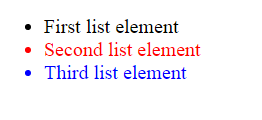 • First list element
• Second list element
• Third list element